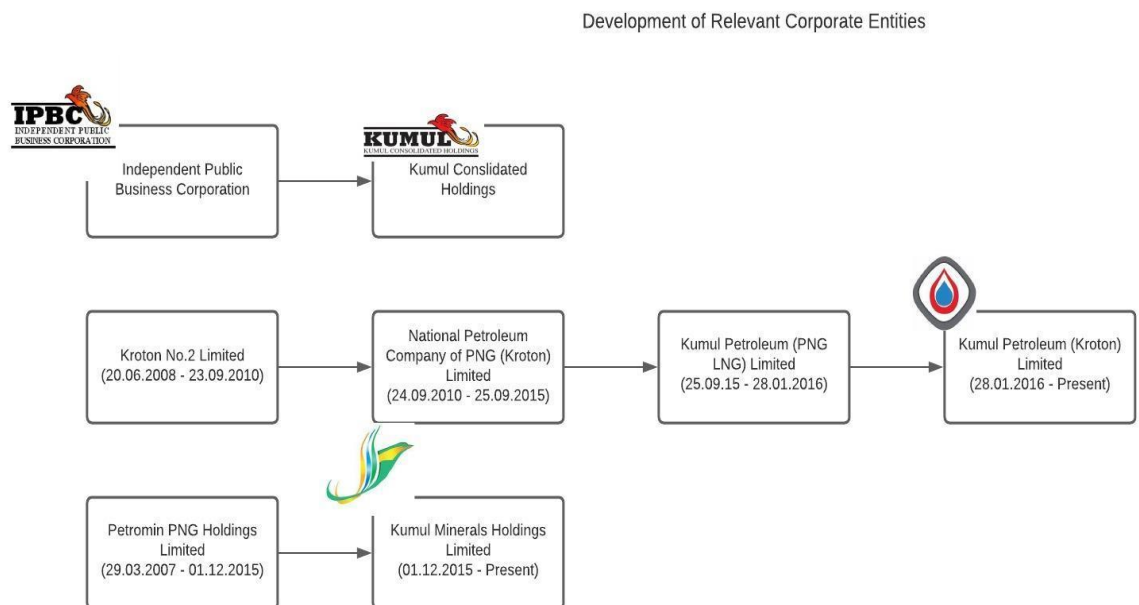 Development of Relevant Corporate Entities
IPBC
INDEPENDENT PUBLIC
BUSINESS CORPORATION
Independent Public
Business Corporation
KUMUL
KUMUL CONSOLIDATED HOLDINGS
Kumul Conslidated
Holdings
Kroton No.2 Limited
(20.06.2008 - 23.09.2010)
National Petroleum
Company of PNG (Kroton)
Limited
(24.09.2010 - 25.09.2015)
Kumul Petroleum (PNG
LNG) Limited
(25.09.15 - 28.01.2016)
Kumul Petroleum (Kroton)
Limited
(28.01.2016 - Present)
Petromin PNG Holdings
Limited
(29.03.2007 - 01.12.2015)
Kumul Minerals Holdings
Limited
(01.12.2015 - Present)